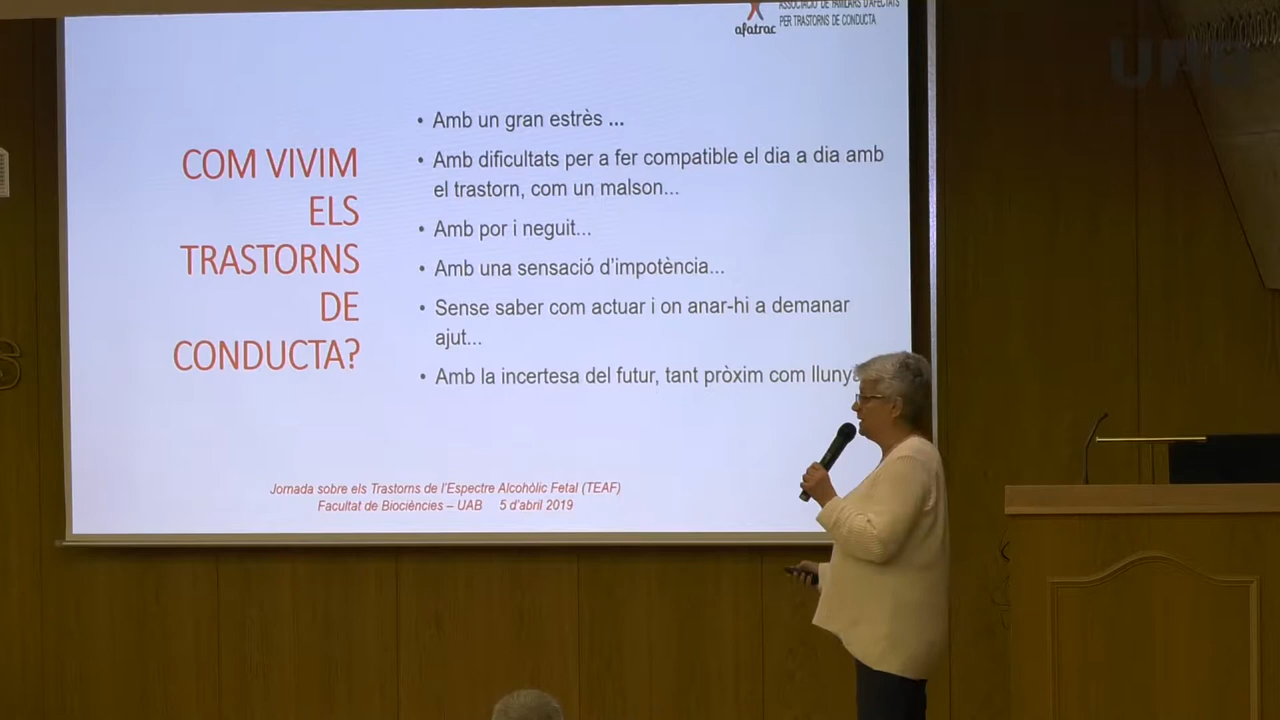 ASSOCIACIÓ DE FAMILIARS D'AFECTATS
PER TRASTORNS DE CONDUCTA
afatrac
COM VIVIM
ELS
TRASTORNS
DE
CONDUCTA?
• Amb un gran estrès ...
• Amb dificultats per a fer compatible el dia a dia amb
el trastorn, com un malson...
• Amb por i neguit...
• Amb una sensació d'impotència...
• Sense saber com actuar i on anar-hi a demanar
ajut...
• Amb la incertesa del futur, tant pròxim com lluny
Jornada sobre els Trastorns de l'Espectre Alcohòlic Fetal (TEAF)
Facultat de Biociències – UAB 5 d'abril 2019